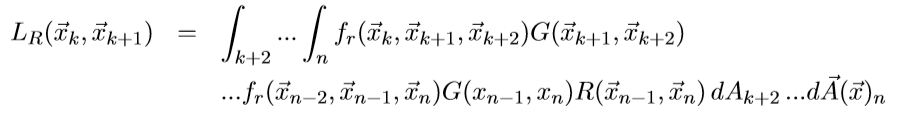 $L_R(\vec{x}_k, \vec{x}_{k+1}) = \int_{k+2} ... \int_n f_r(\vec{x}_k, \vec{x}_{k+1}, \vec{x}_{k+2}) G(\vec{x}_{k+1}, \vec{x}_{k+2})$
$... f_r(\vec{x}_{n-2}, \vec{x}_{n-1}, \vec{x}_n) G(x_{n-1}, x_n) R(\vec{x}_{n-1}, \vec{x}_n) \, dA_{k+2} ... d\vec{A}(\vec{x})_n$